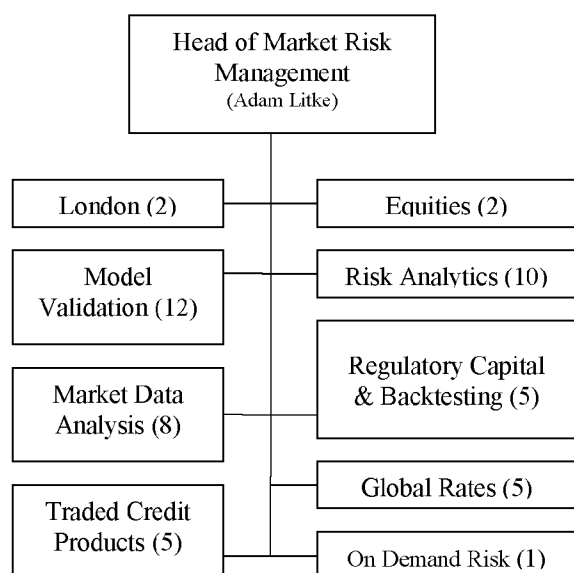 Head of Market Risk
Management
(Adam Litke)
London (2)
Equities (2)
Model
Validation (12)
Risk Analytics (10)
Regulatory Capital
& Backtesting (5)
Market Data
Analysis (8)
Global Rates (5)
Traded Credit
Products (5)
On Demand Risk (1)